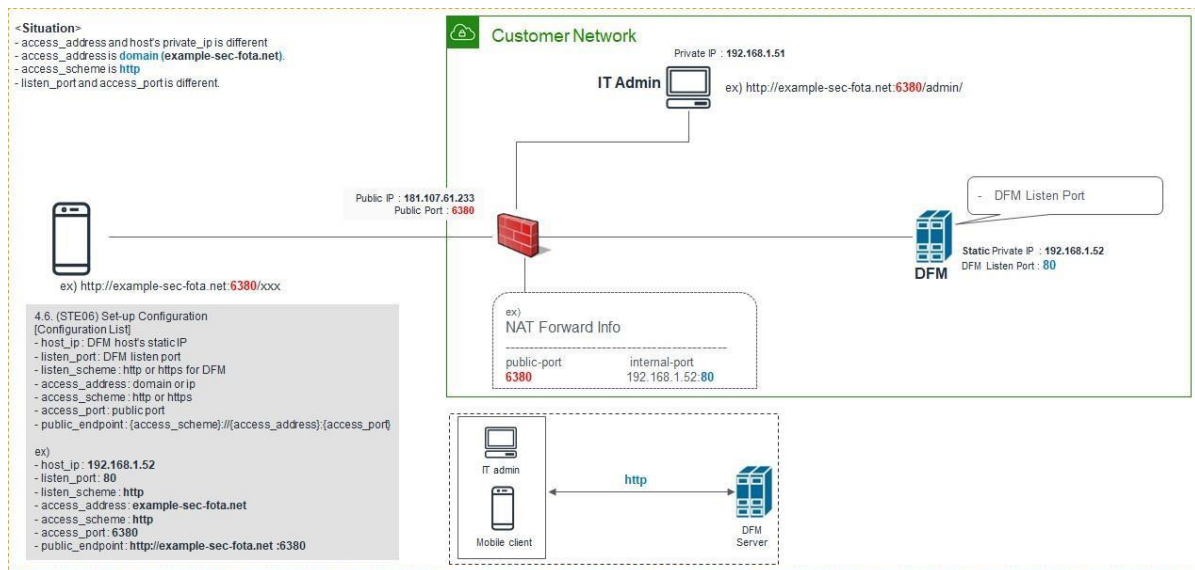 <Situation>
- access_address and host's private_ip is different
- access_address is domain (example-sec-fota.net).
- access_scheme is http
- listen_port and access_port is different.
Customer Network
Private IP : 192.168.1.51
IT Admin
ex) http://example-sec-fota.net:6380/admin/
Public IP : 181.107.61.233
Public Port : 6380
- DFM Listen Port
Static Private IP : 192.168.1.52
DFM Listen Port : 80
DFM
ex) http://example-sec-fota.net:6380/xxx
ex)
NAT Forward Info
public-port internal-port
6380 192.168.1.52:80
4.6. (STE06) Set-up Configuration
[Configuration List]
- host_ip : DFM host's static IP
- listen_port : DFM listen port
- listen_scheme : http or https for DFM
- access_address : domain or ip
- access_scheme : http or https
- access_port : public port
- public_endpoint : {access_scheme}://{access_address}:{access_port}
ex)
- host_ip : 192.168.1.52
- listen_port : 80
- listen_scheme : http
- access_address : example-sec-fota.net
- access_scheme : http
- access_port : 6380
- public_endpoint : http://example-sec-fota.net :6380
IT admin
http
Mobile client
DFM
Server